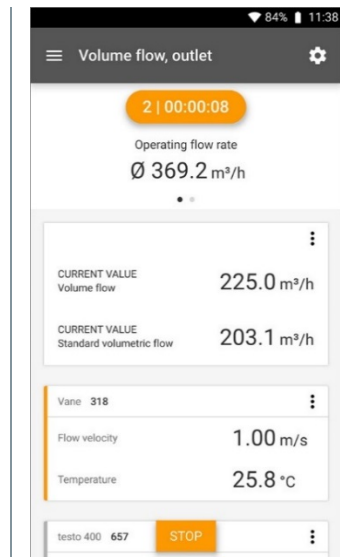 84% 11:38
Volume flow, outlet
2 | 00:00:08
Operating flow rate
Ø 369.2 m³/h
CURRENT VALUE
Volume flow 225.0 m³/h
CURRENT VALUE
Standard volumetric flow 203.1 m³/h
Vane 318
Flow velocity 1.00 m/s
Temperature 25.8 °C
testo 400 657 STOP